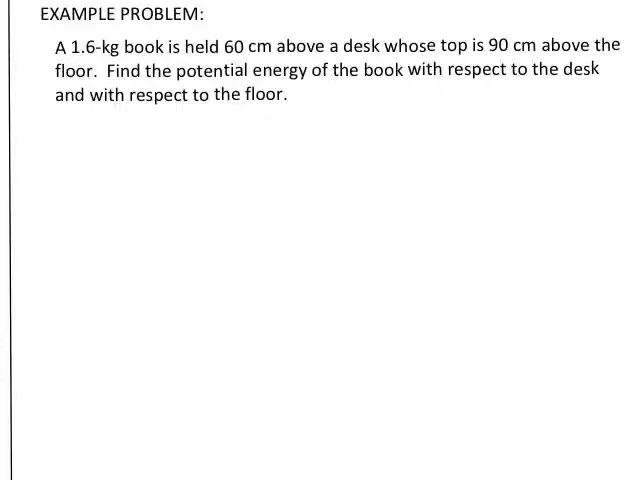 EXAMPLE PROBLEM:
A 1.6-kg book is held 60 cm above a desk whose top is 90 cm above the
floor. Find the potential energy of the book with respect to the desk
and with respect to the floor.